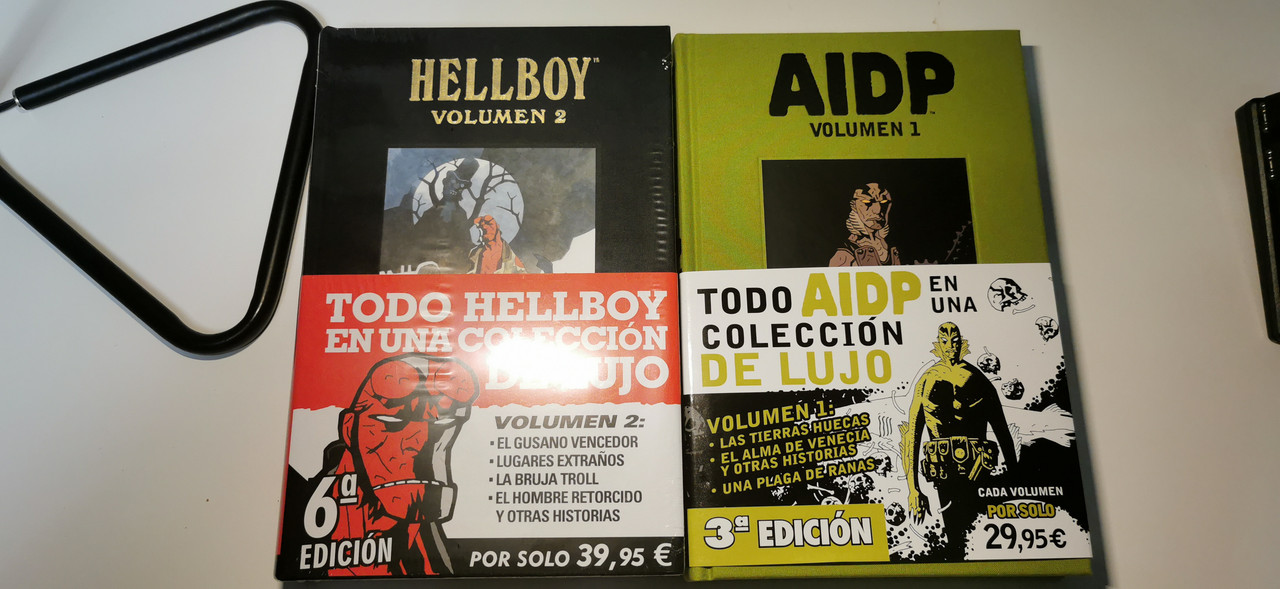 HELLBOY™
VOLUMEN 2
TODO HELLBOY
EN UNA COLECCIÓN
DE LUJO
VOLUMEN 2:
▪ EL GUSANO VENCEDOR
▪ LUGARES EXTRAÑOS
▪ LA BRUJA TROLL
▪ EL HOMBRE RETORCIDO
Y OTRAS HISTORIAS
6ª
EDICIÓN
POR SOLO 39,95 €
AIDP™
VOLUMEN 1
TODO AIDP EN UNA
COLECCIÓN
DE LUJO
VOLUMEN 1:
• LAS TIERRAS HUECAS
• EL ALMA DE VENECIA
Y OTRAS HISTORIAS
• UNA PLAGA DE RANAS
3ª EDICIÓN
CADA VOLUMEN
POR SOLO
29,95 €